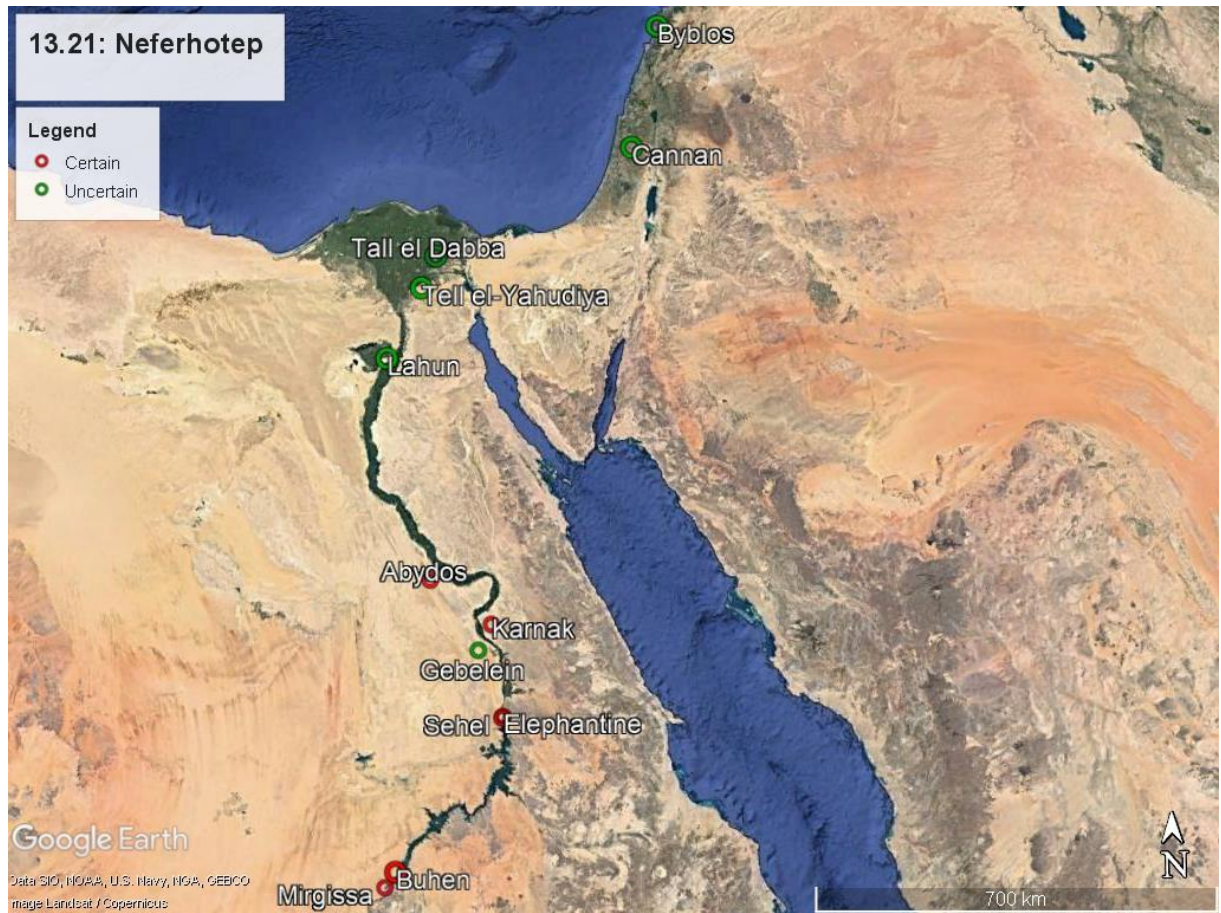 13.21: Neferhotep
Legend
Certain
Uncertain
Byblos
Cannan
Tall el Dabba
Tell el-Yahudiya
Lahun
Abydos
Karnak
Gebelein
Sehel Elephantine
Buhen
Mirgissa
Google Earth
Data SIO, NOAA, U.S. Navy, NGA, GEBCO
Image Landsat / Copernicus
700 km
N